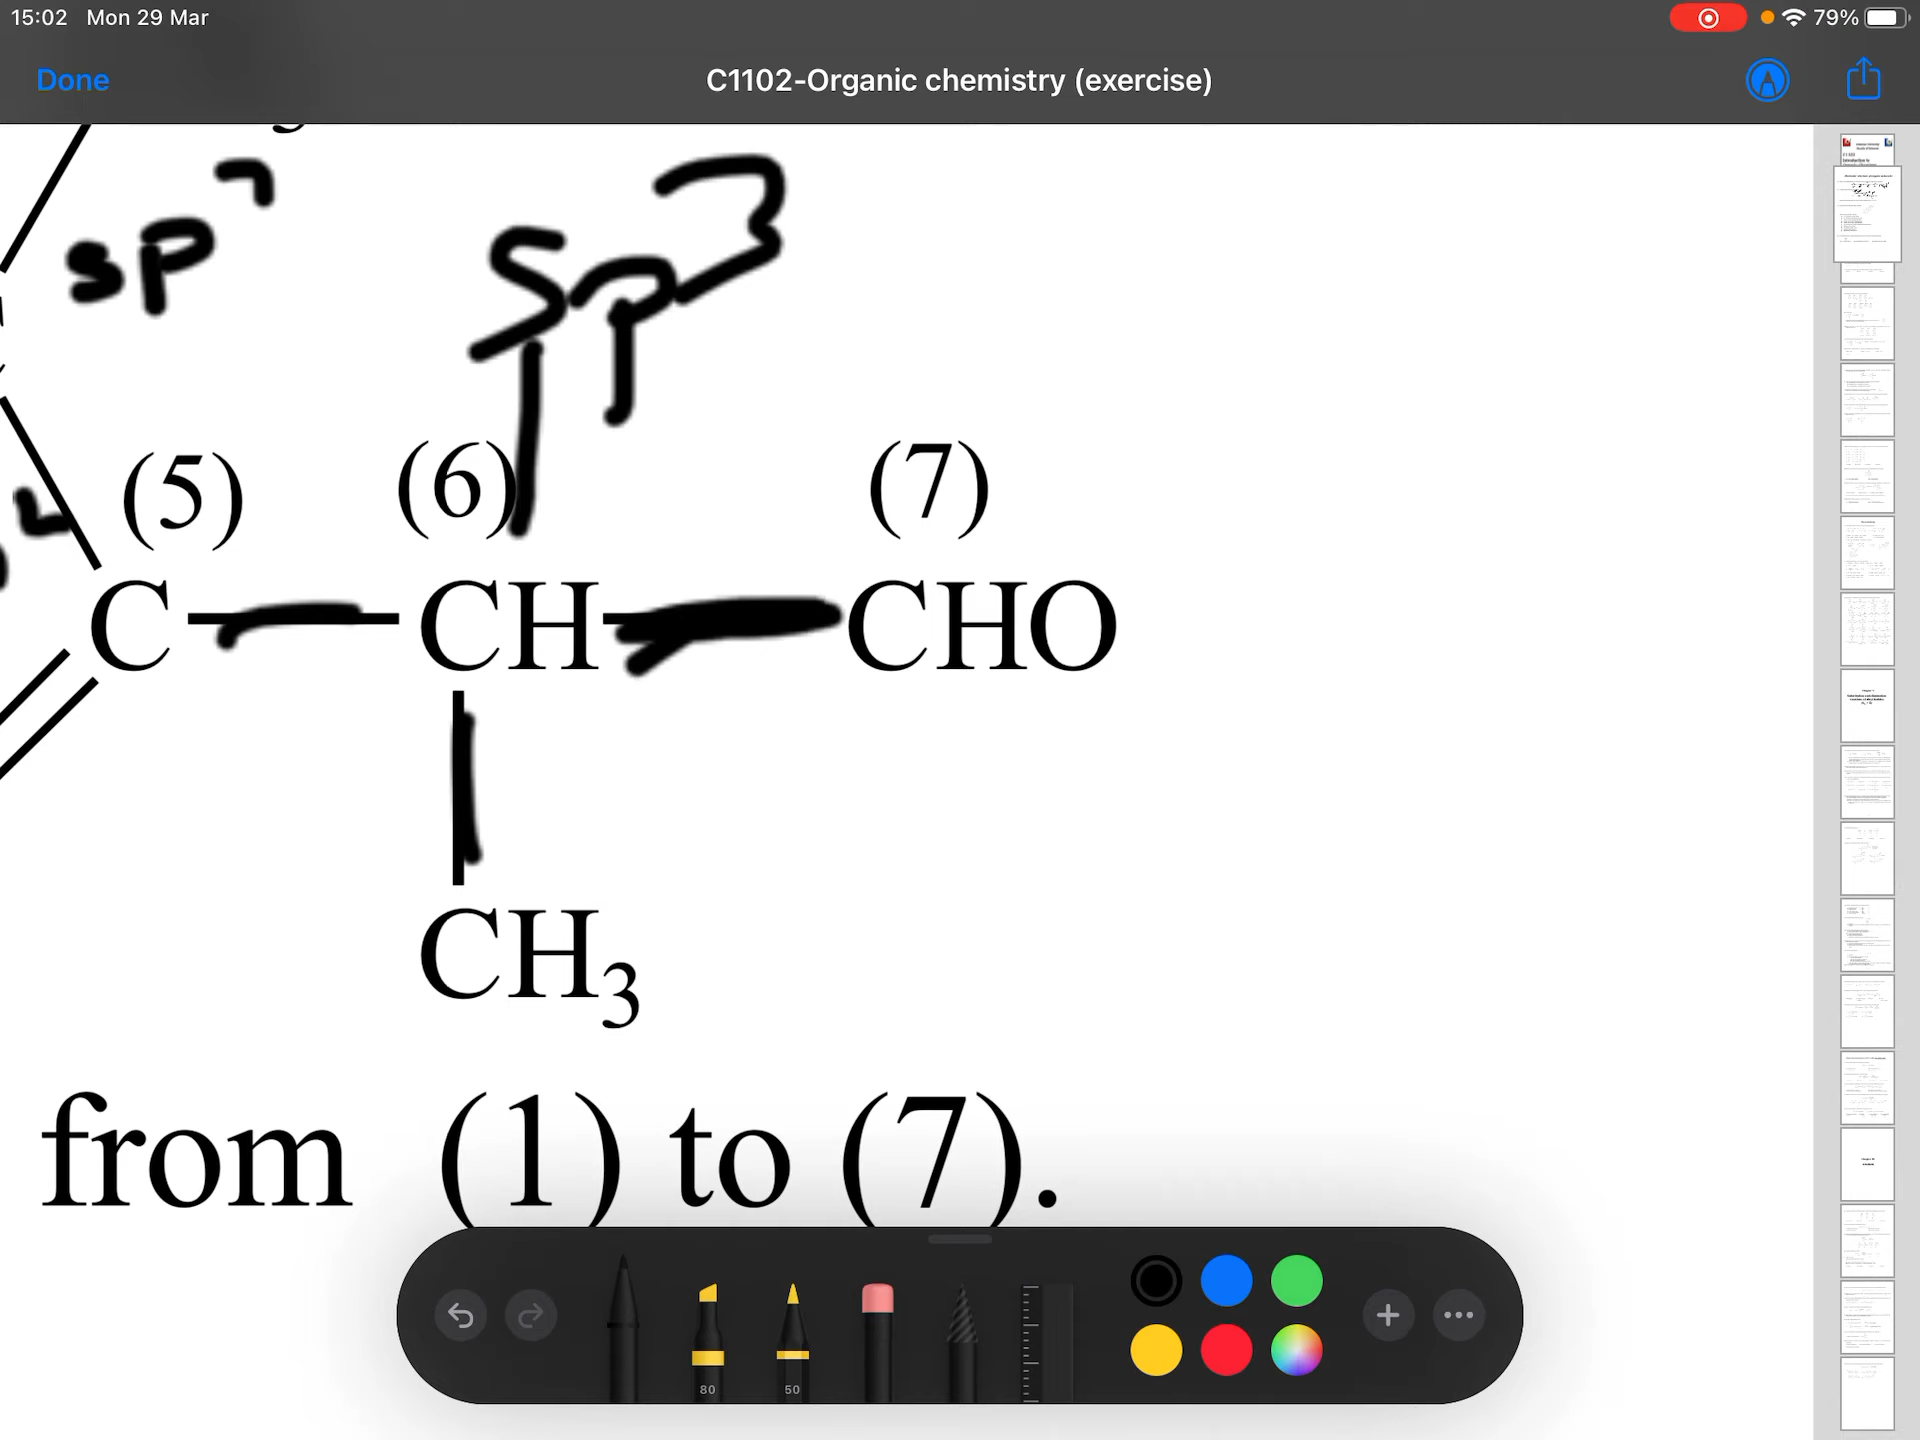 15:02 Mon 29 Mar 79%
Done C1102-Organic chemistry (exercise)
sp
Sp3
(5) (6) (7)
C CH CHO
CH3
from (1) to (7).
80 50